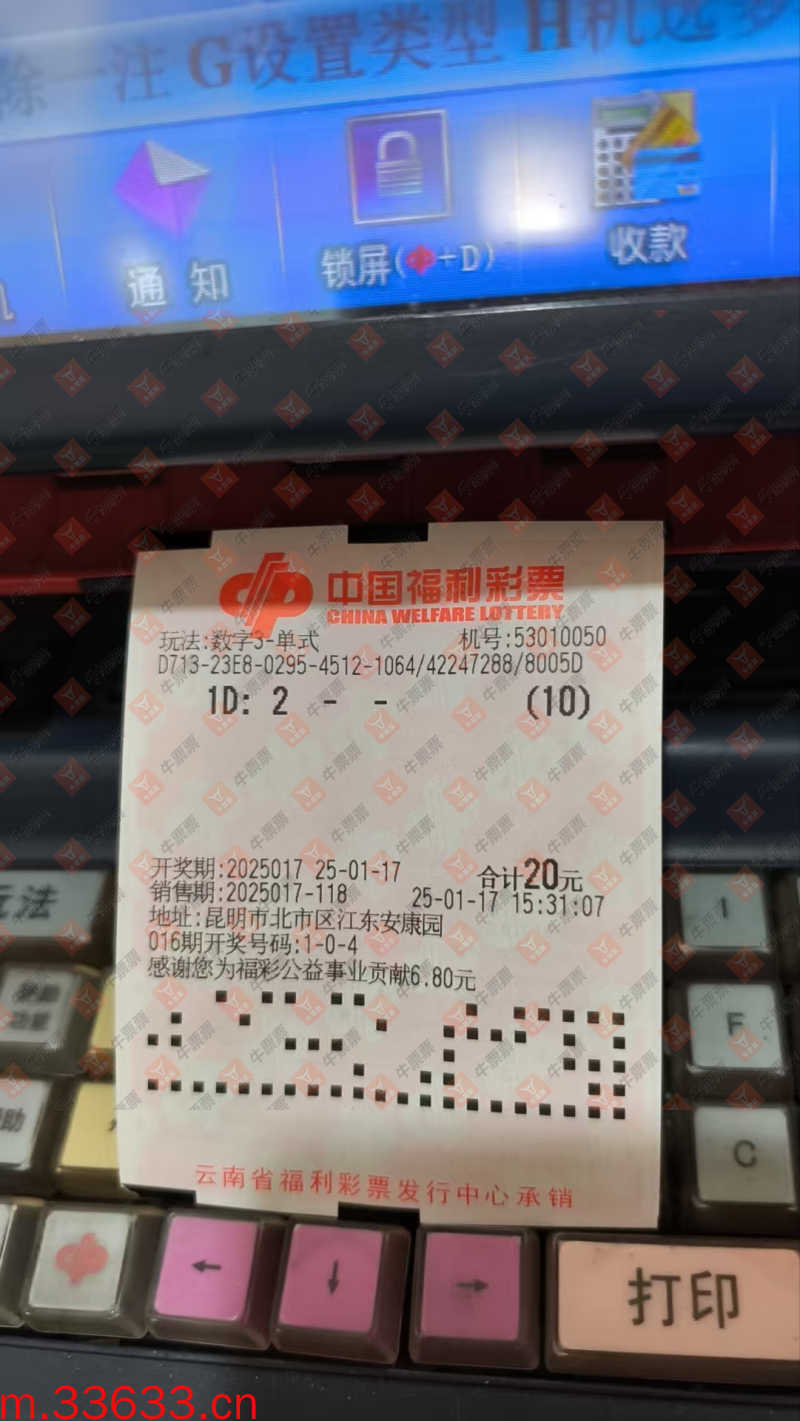 除一注 G设置类型 H机选多
通知
锁屏(+D)
收款
中国福利彩票
CHINA WELFARE LOTTERY
玩法:数字3-单式 机号:53010050
D713-23E8-0295-4512-1064/42247288/8005D
1D: 2 - - (10)
开奖期:2025017 25-01-17 合计20元
销售期:2025017-118 25-01-17 15:31:07
地址:昆明市北市区江东安康园
016期开奖号码:1-0-4
感谢您为福彩公益事业贡献6.80元
云南省福利彩票发行中心承销
玩法
I
F
C
← ↓ → 打印
牛票票
m.33633.cn